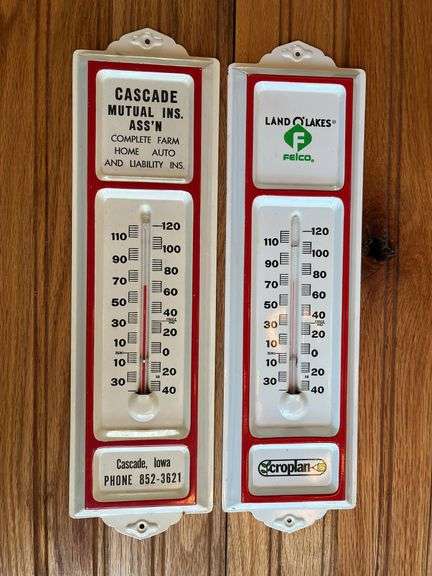 CASCADE
MUTUAL INS.
ASS'N
COMPLETE FARM
HOME AUTO
AND LIABILITY INS.
120
110
100
90
80
70
60
50
40
30
20
10
0
10
20
30
40
Cascade, Iowa
PHONE 852-3621
LAND O'LAKES®
F
FELCO®
120
110
100
90
80
70
60
50
40
30
20
10
0
10
20
30
40
croplan